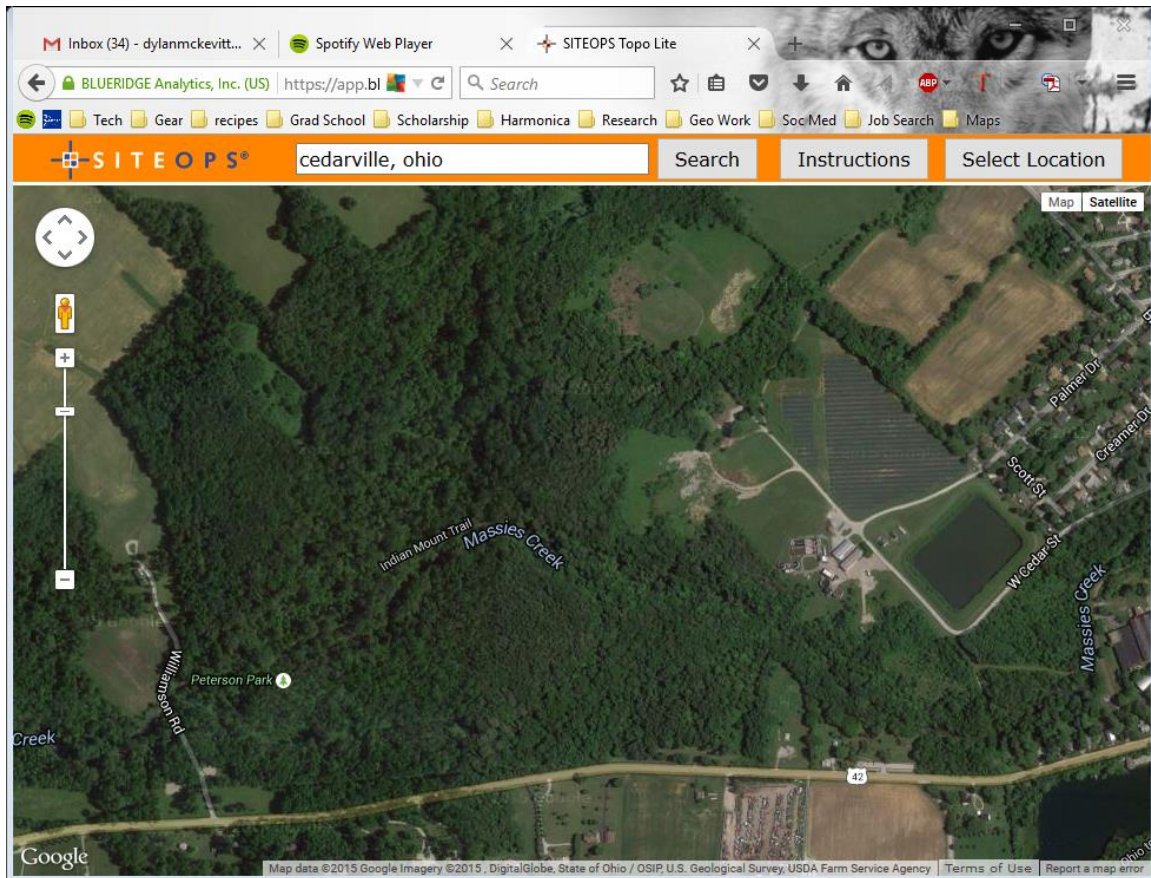 Inbox (34) - dylanmckevitt...
Spotify Web Player
SITEOPS Topo Lite
BLUERIDGE Analytics, Inc. (US)
https://app.bl
Search
ABP
Tech
Gear
recipes
Grad School
Scholarship
Harmonica
Research
Geo Work
Soc Med
Job Search
Maps
SITEOPS®
cedarville, ohio
Search
Instructions
Select Location
Map
Satellite
Palmer Dr
Creamer Dr
Scott St
Indian Mount Trail
Massies Creek
W Cedar St
Massies Creek
Williamson Rd
Peterson Park
Creek
42
Google
Map data ©2015 Google Imagery ©2015 , DigitalGlobe, State of Ohio / OSIP, U.S. Geological Survey, USDA Farm Service Agency
Terms of Use
Report a map error